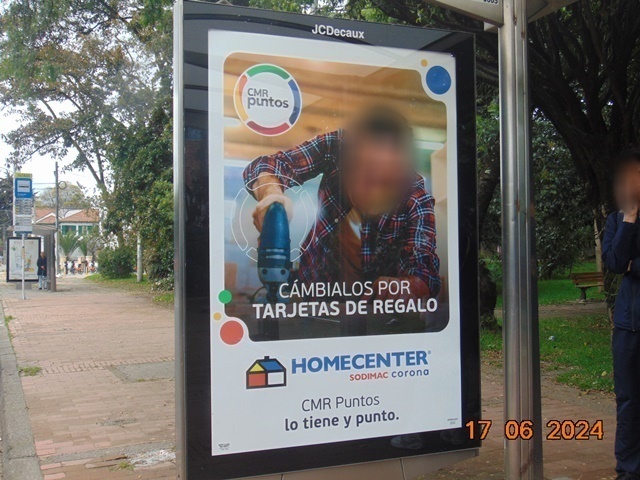 JCDecaux
CMR
puntos
CÁMBIALOS POR
TARJETAS DE REGALO
HOMECENTER
SODIMAC corona
CMR Puntos
lo tiene y punto.
17 06 2024